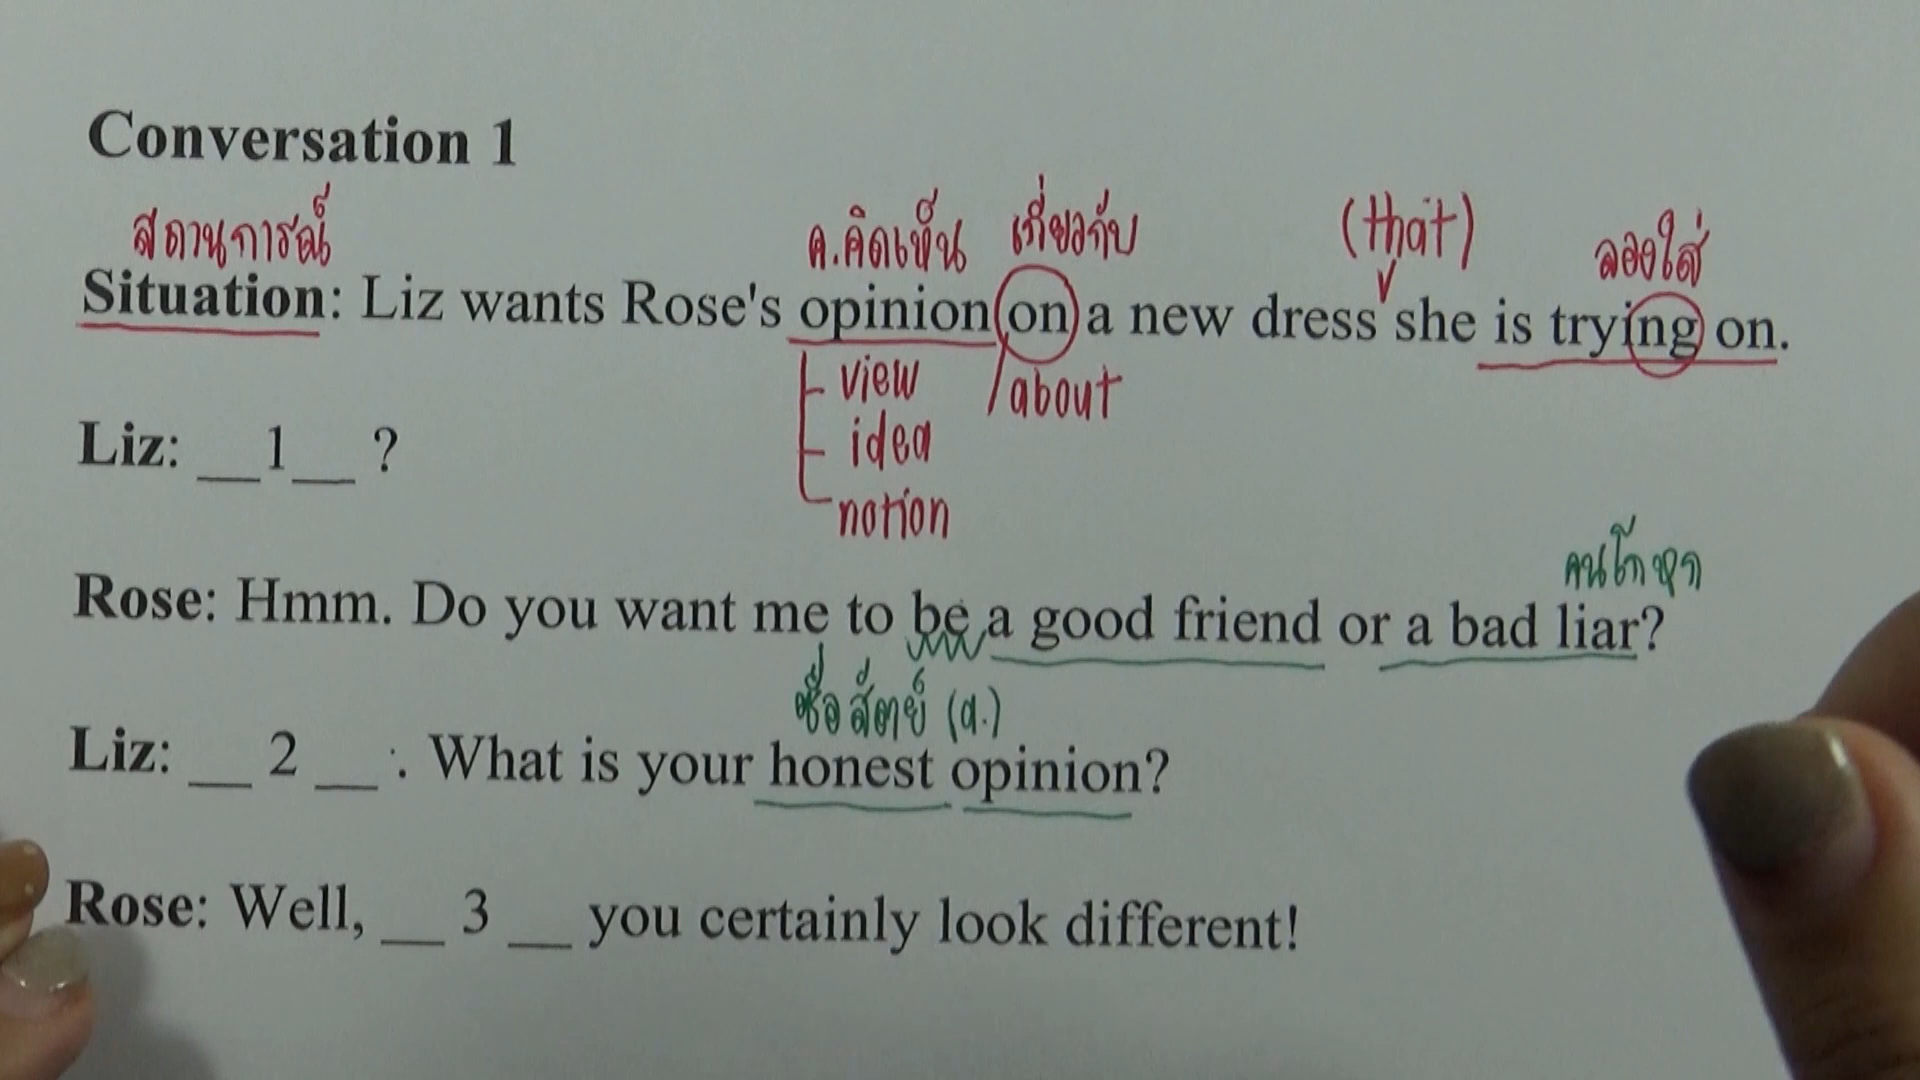 Conversation 1
สถานการณ์ ค.คิดเห็น เกี่ยวกับ (that) ลองใส่
Situation: Liz wants Rose's opinion on a new dress she is trying on.
view about
Liz: __1__ ? idea
notion
คนโกหก
Rose: Hmm. Do you want me to be a good friend or a bad liar?
ซื่อสัตย์ (a.)
Liz: __ 2 __ . What is your honest opinion?
Rose: Well, __ 3 __ you certainly look different!